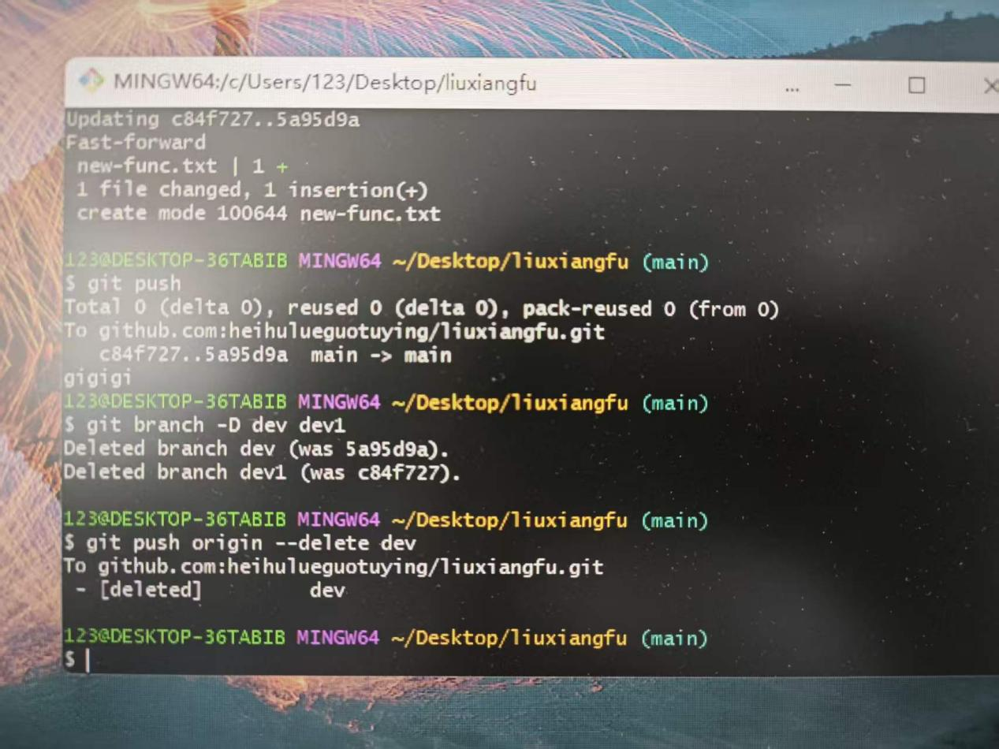 MINGW64:/c/Users/123/Desktop/liuxiangfu
Updating c84f727..5a95d9a
Fast-forward
 new-func.txt | 1 +
 1 file changed, 1 insertion(+)
 create mode 100644 new-func.txt
123@DESKTOP-36TABIB MINGW64 ~/Desktop/liuxiangfu (main)
$ git push
Total 0 (delta 0), reused 0 (delta 0), pack-reused 0 (from 0)
To github.com:heihulueguotuying/liuxiangfu.git
   c84f727..5a95d9a  main -> main
gigigi
123@DESKTOP-36TABIB MINGW64 ~/Desktop/liuxiangfu (main)
$ git branch -D dev dev1
Deleted branch dev (was 5a95d9a).
Deleted branch dev1 (was c84f727).
123@DESKTOP-36TABIB MINGW64 ~/Desktop/liuxiangfu (main)
$ git push origin --delete dev
To github.com:heihulueguotuying/liuxiangfu.git
 - [deleted]         dev
123@DESKTOP-36TABIB MINGW64 ~/Desktop/liuxiangfu (main)
$